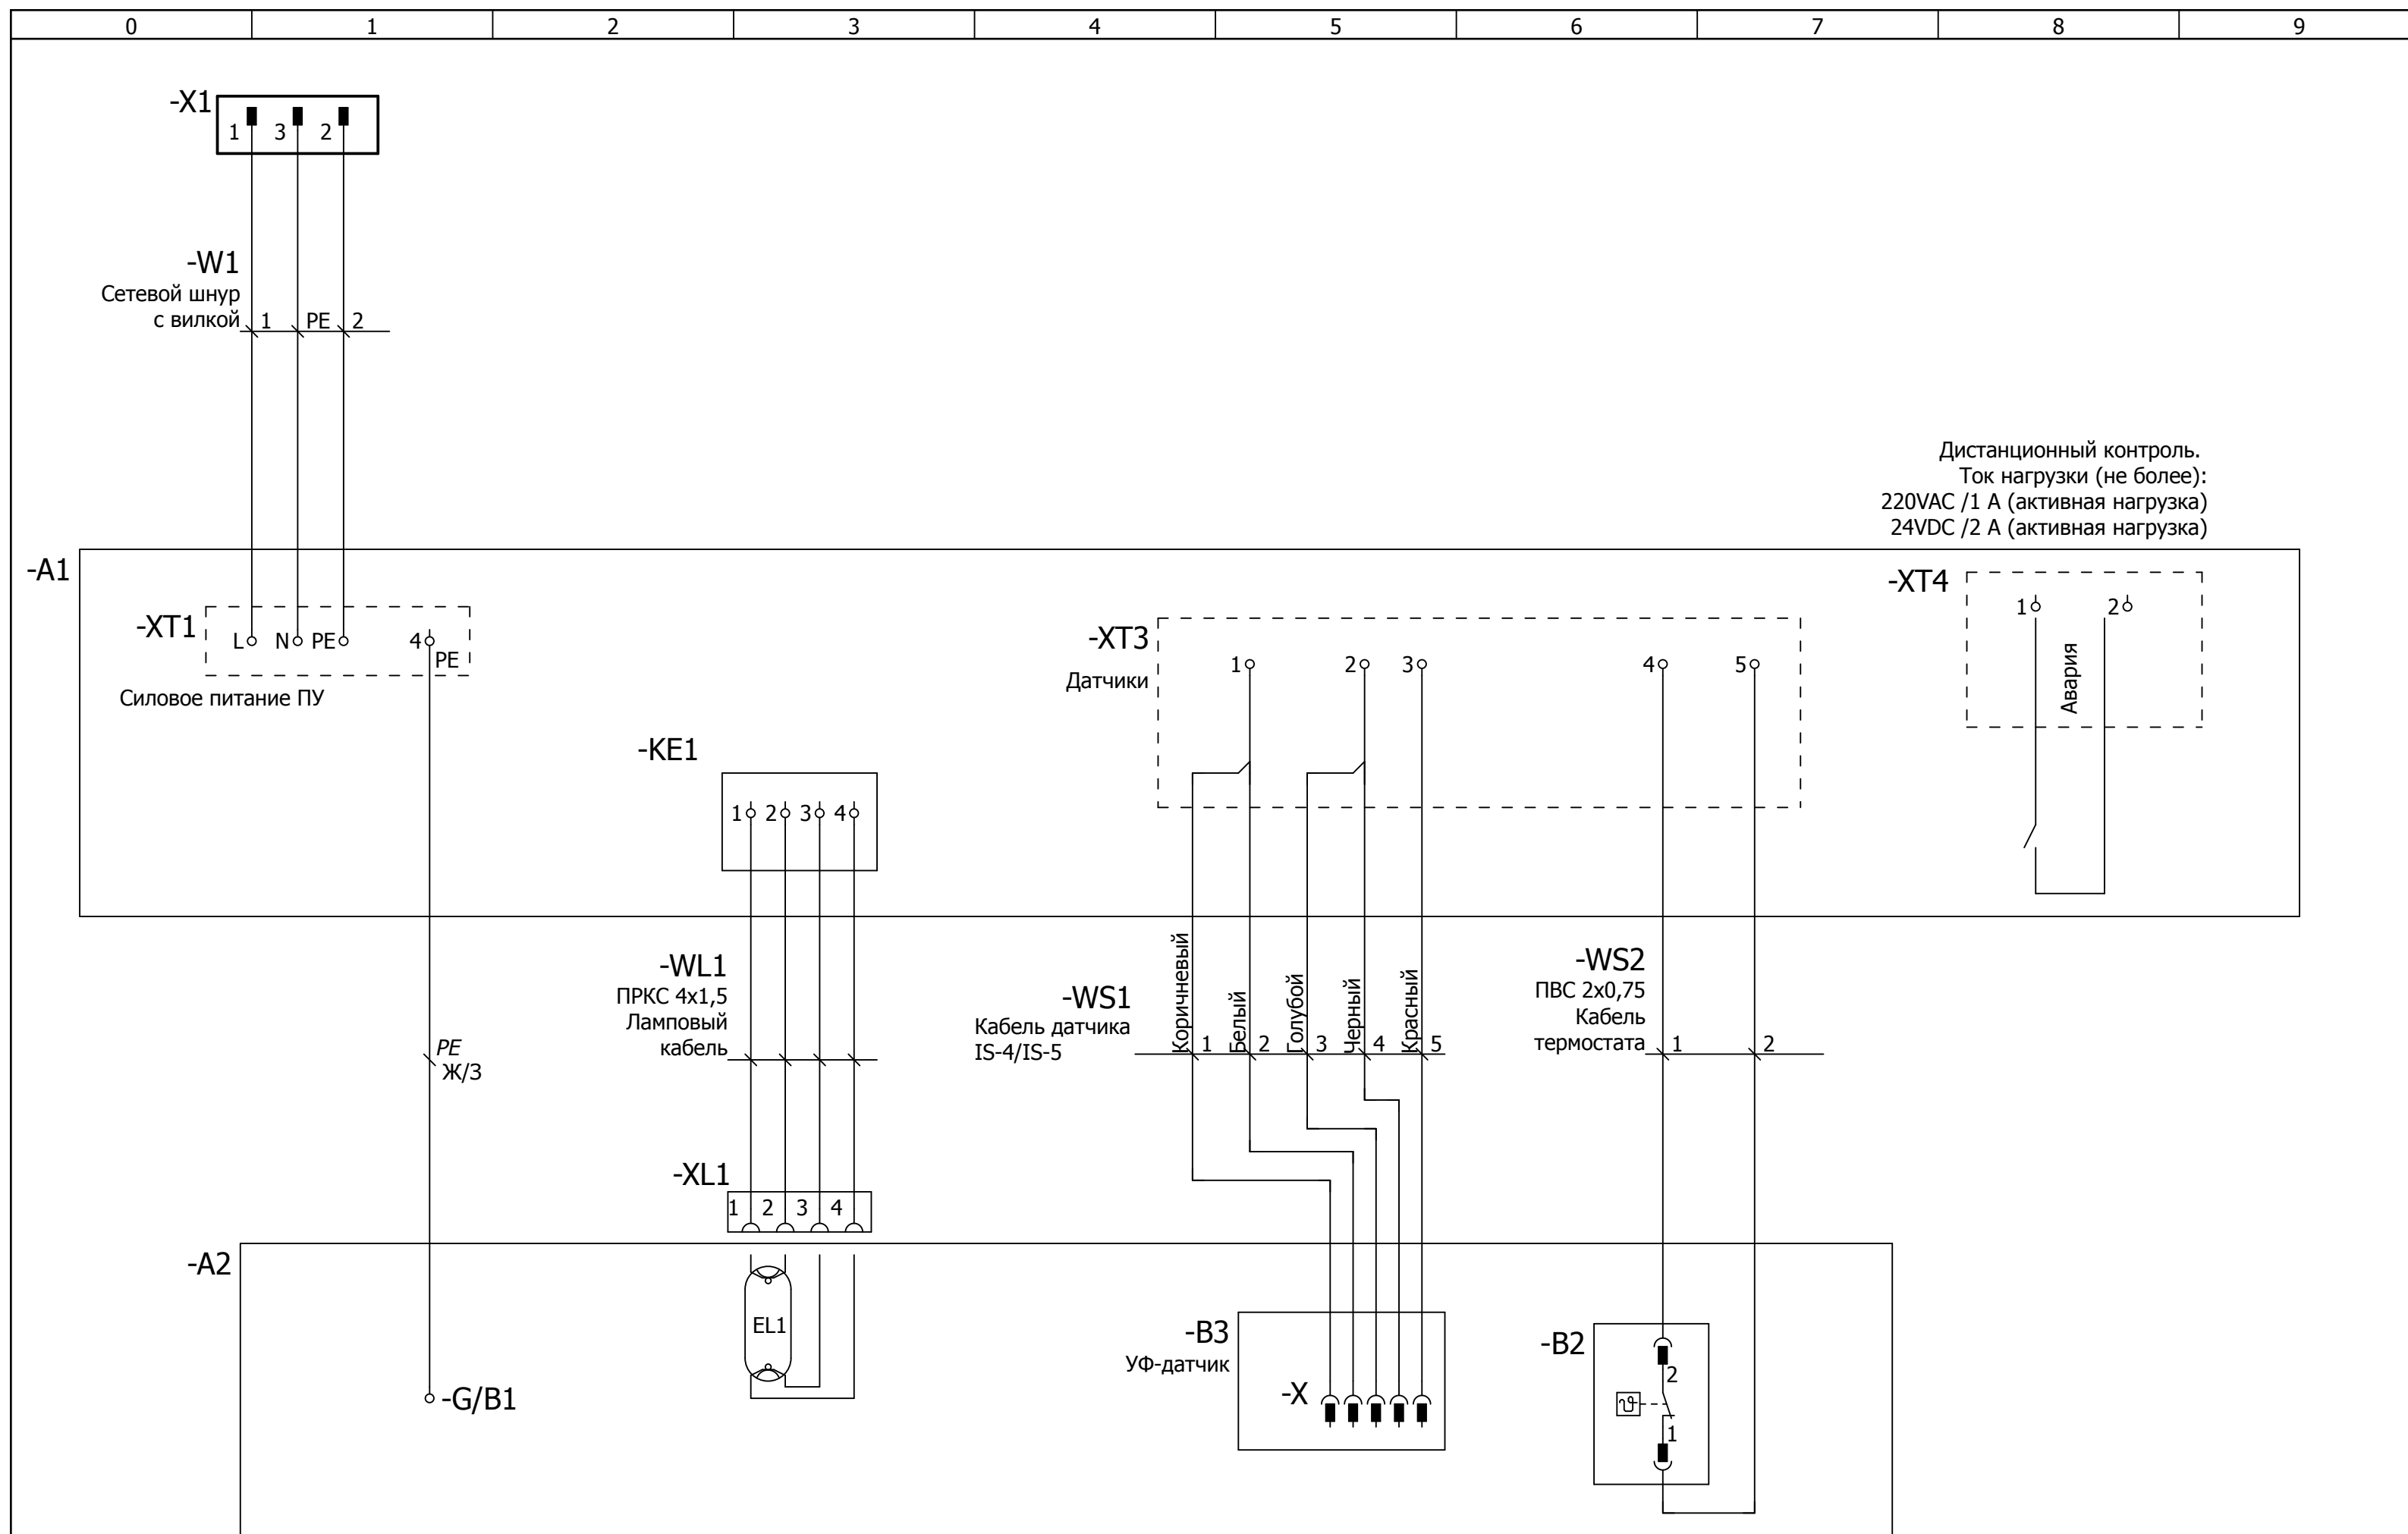 0 1 2 3 4 5 6 7 8 9
-X1
1 3 2
-W1
Сетевой шнур
с вилкой
1 PE 2
Дистанционный контроль.
Ток нагрузки (не более):
220VAC /1 А (активная нагрузка)
24VDC /2 А (активная нагрузка)
-A1
-XT1
L N PE 4
PE
Силовое питание ПУ
-KE1
1 2 3 4
-XT3
Датчики
1 2 3 4 5
-XT4
1 2
Авария
PE
Ж/З
-WL1
ПРКС 4х1,5
Ламповый
кабель
-WS1
Кабель датчика
IS-4/IS-5
Коричневый
Белый
Голубой
Черный
Красный
1 2 3 4 5
-WS2
ПВС 2х0,75
Кабель
термостата
1 2
-XL1
1 2 3 4
-A2
EL1
-G/B1
-B3
УФ-датчик
-X
-B2
2
ϑ
1